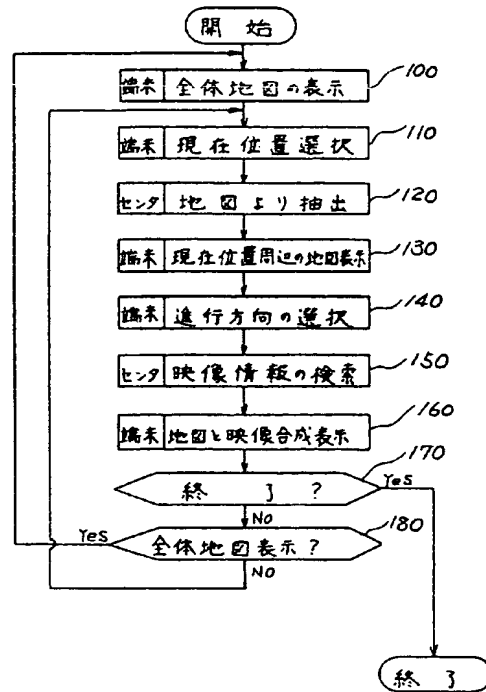 開始
端末 全体地図の表示 100
端末 現在位置選択 110
センタ 地図より抽出 120
端末 現在位置周辺の地図表示 130
端末 進行方向の選択 140
センタ 映像情報の検索 150
端末 地図と映像合成表示 160
終了? 170
Yes
No
全体地図表示? 180
Yes
No
終了